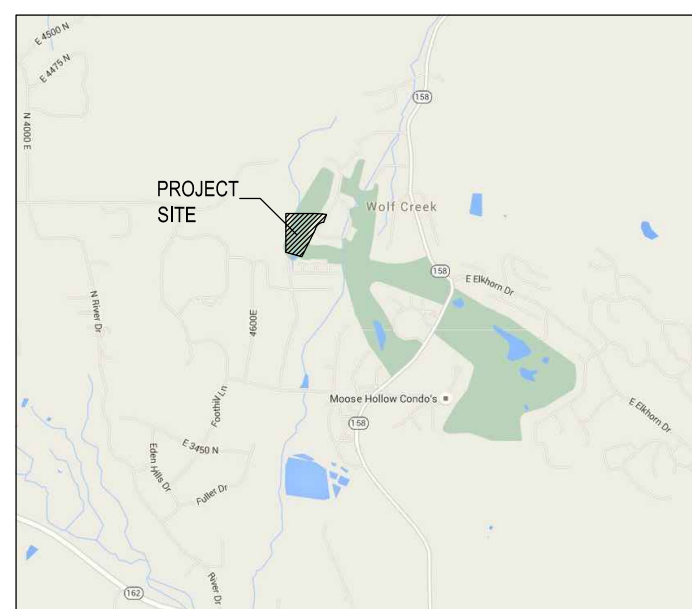 E 4500 N
E 4475 N
N 4000 E
158
PROJECT
SITE
Wolf Creek
158
E Elkhorn Dr
N River Dr
4600E
Foothill Ln
Moose Hollow Condo's
E Elkhorn Dr
158
E 3450 N
Eden Hills Dr
Fuller Dr
River Dr
162